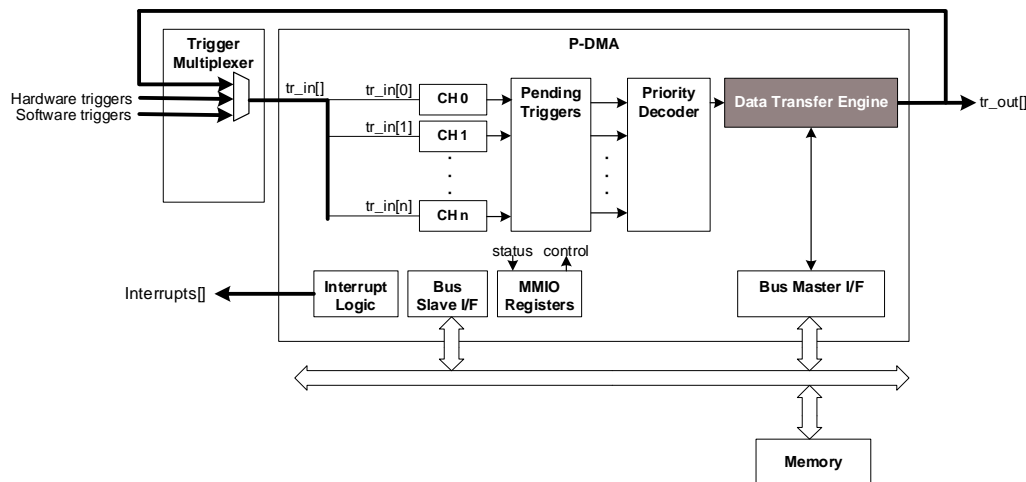 Trigger
Multiplexer
P-DMA
Hardware triggers
Software triggers
tr_in[]
tr_in[0]
CH 0
tr_in[1]
CH 1
tr_in[n]
CH n
Pending
Triggers
Priority
Decoder
Data Transfer Engine
tr_out[]
status
control
Interrupts[]
Interrupt
Logic
Bus
Slave I/F
MMIO
Registers
Bus Master I/F
Memory